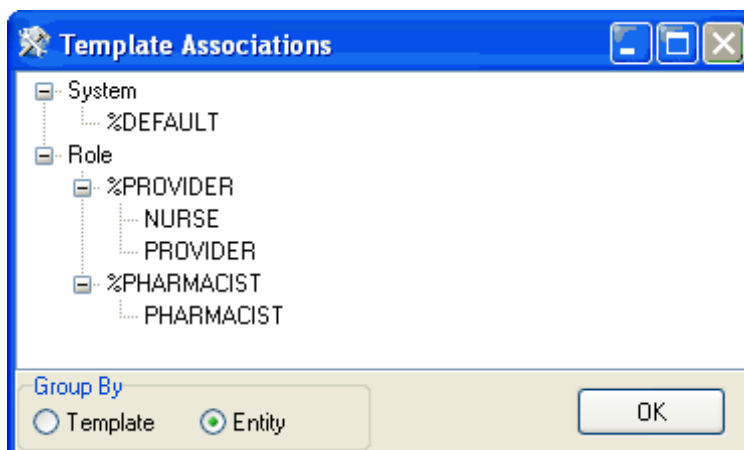 Template Associations
System
%DEFAULT
Role
%PROVIDER
NURSE
PROVIDER
%PHARMACIST
PHARMACIST
Group By
Template Entity
OK